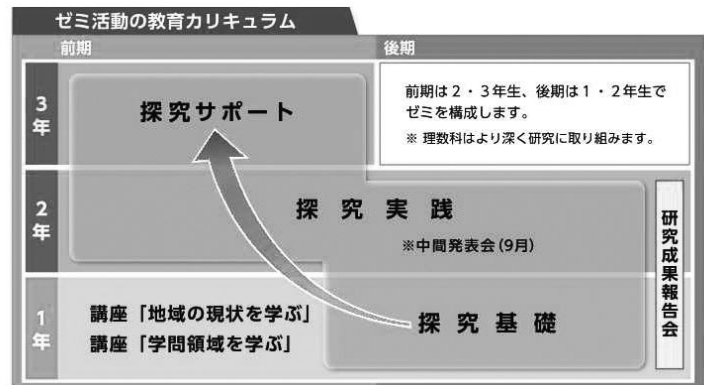 ゼミ活動の教育カリキュラム
前期
後期
3年
探究サポート
前期は2・3年生、後期は1・2年生で
ゼミを構成します。
※ 理数科はより深く研究に取り組みます。
2年
探究実践
※中間発表会(9月)
研究成果報告会
1年
講座「地域の現状を学ぶ」
講座「学問領域を学ぶ」
探究基礎